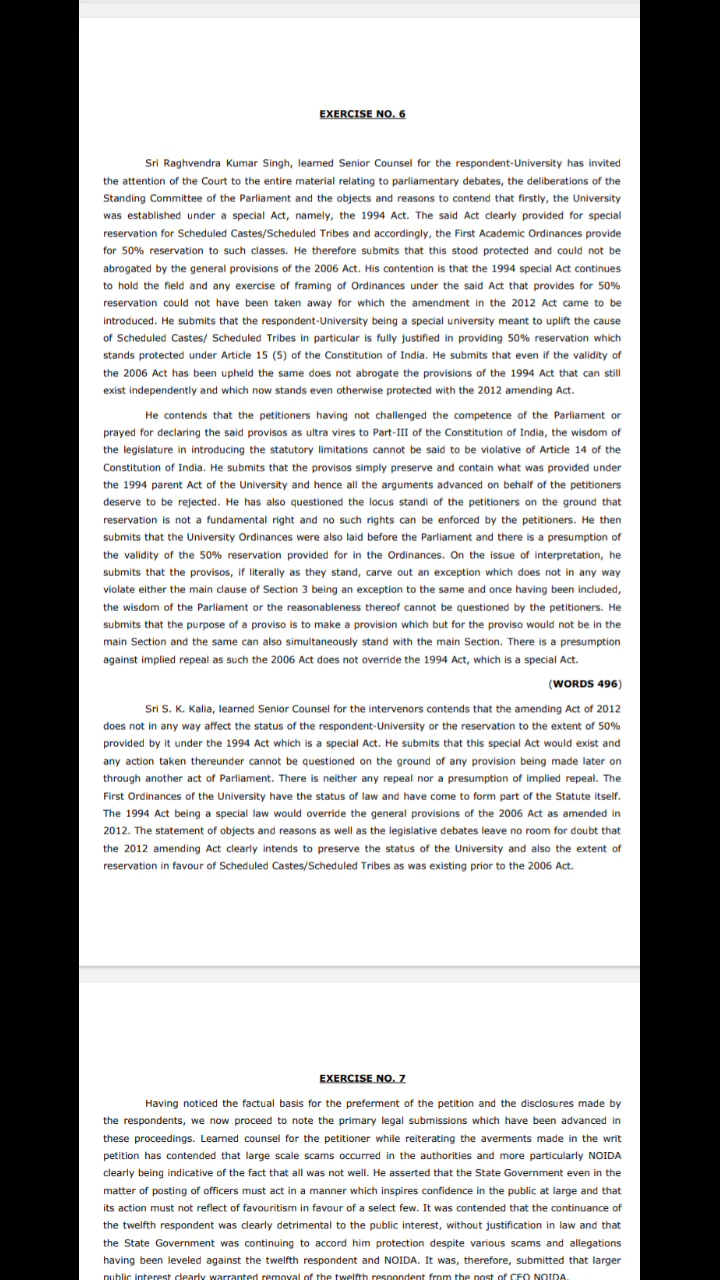 EXERCISE NO. 6
Sri Raghvendra Kumar Singh, learned Senior Counsel for the respondent-University has invited
the attention of the Court to the entire material relating to parliamentary debates, the deliberations of the
Standing Committee of the Parliament and the objects and reasons to contend that firstly, the University
was established under a special Act, namely, the 1994 Act. The said Act clearly provided for special
reservation for Scheduled Castes/Scheduled Tribes and accordingly, the First Academic Ordinances provide
for 50% reservation to such classes. He therefore submits that this stood protected and could not be
abrogated by the general provisions of the 2006 Act. His contention is that the 1994 special Act continues
to hold the field and any exercise of framing of Ordinances under the said Act that provides for 50%
reservation could not have been taken away for which the amendment in the 2012 Act came to be
introduced. He submits that the respondent-University being a special university meant to uplift the cause
of Scheduled Castes/ Scheduled Tribes in particular is fully justified in providing 50% reservation which
stands protected under Article 15 (5) of the Constitution of India. He submits that even if the validity of
the 2006 Act has been upheld the same does not abrogate the provisions of the 1994 Act that can still
exist independently and which now stands even otherwise protected with the 2012 amending Act.
He contends that the petitioners having not challenged the competence of the Parliament or
prayed for declaring the said provisos as ultra vires to Part-III of the Constitution of India, the wisdom of
the legislature in introducing the statutory limitations cannot be said to be violative of Article 14 of the
Constitution of India. He submits that the provisos simply preserve and contain what was provided under
the 1994 parent Act of the University and hence all the arguments advanced on behalf of the petitioners
deserve to be rejected. He has also questioned the locus standi of the petitioners on the ground that
reservation is not a fundamental right and no such rights can be enforced by the petitioners. He then
submits that the University Ordinances were also laid before the Parliament and there is a presumption of
the validity of the 50% reservation provided for in the Ordinances. On the issue of interpretation, he
submits that the provisos, if literally as they stand, carve out an exception which does not in any way
violate either the main clause of Section 3 being an exception to the same and once having been included,
the wisdom of the Parliament or the reasonableness thereof cannot be questioned by the petitioners. He
submits that the purpose of a proviso is to make a provision which but for the proviso would not be in the
main Section and the same can also simultaneously stand with the main Section. There is a presumption
against implied repeal as such the 2006 Act does not override the 1994 Act, which is a special Act.
(WORDS 496)
Sri S. K. Kalia, learned Senior Counsel for the intervenors contends that the amending Act of 2012
does not in any way affect the status of the respondent-University or the reservation to the extent of 50%
provided by it under the 1994 Act which is a special Act. He submits that this special Act would exist and
any action taken thereunder cannot be questioned on the ground of any provision being made later on
through another act of Parliament. There is neither any repeal nor a presumption of implied repeal. The
First Ordinances of the University have the status of law and have come to form part of the Statute itself.
The 1994 Act being a special law would override the general provisions of the 2006 Act as amended in
2012. The statement of objects and reasons as well as the legislative debates leave no room for doubt that
the 2012 amending Act clearly intends to preserve the status of the University and also the extent of
reservation in favour of Scheduled Castes/Scheduled Tribes as was existing prior to the 2006 Act.
EXERCISE NO. 7
Having noticed the factual basis for the preferment of the petition and the disclosures made by
the respondents, we now proceed to note the primary legal submissions which have been advanced in
these proceedings. Learned counsel for the petitioner while reiterating the averments made in the writ
petition has contended that large scale scams occurred in the authorities and more particularly NOIDA
clearly being indicative of the fact that all was not well. He asserted that the State Government even in the
matter of posting of officers must act in a manner which inspires confidence in the public at large and that
its action must not reflect of favouritism in favour of a select few. It was contended that the continuance of
the twelfth respondent was clearly detrimental to the public interest, without justification in law and that
the State Government was continuing to accord him protection despite various scams and allegations
having been leveled against the twelfth respondent and NOIDA. It was, therefore, submitted that larger
public interest clearly warranted removal of the twelfth respondent from the post of CEO NOIDA.